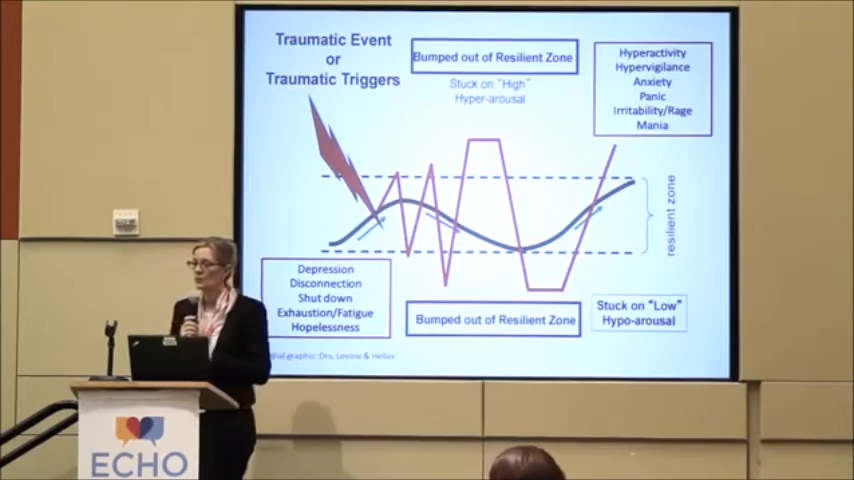 Traumatic Event
or
Traumatic Triggers
Bumped out of Resilient Zone
Stuck on "High"
Hyper-arousal
Hyperactivity
Hypervigilance
Anxiety
Panic
Irritability/Rage
Mania
resilient zone
Depression
Disconnection
Shut down
Exhaustion/Fatigue
Hopelessness
Bumped out of Resilient Zone
Stuck on "Low"
Hypo-arousal
graphic: Drs. Levine & Heller
ECHO